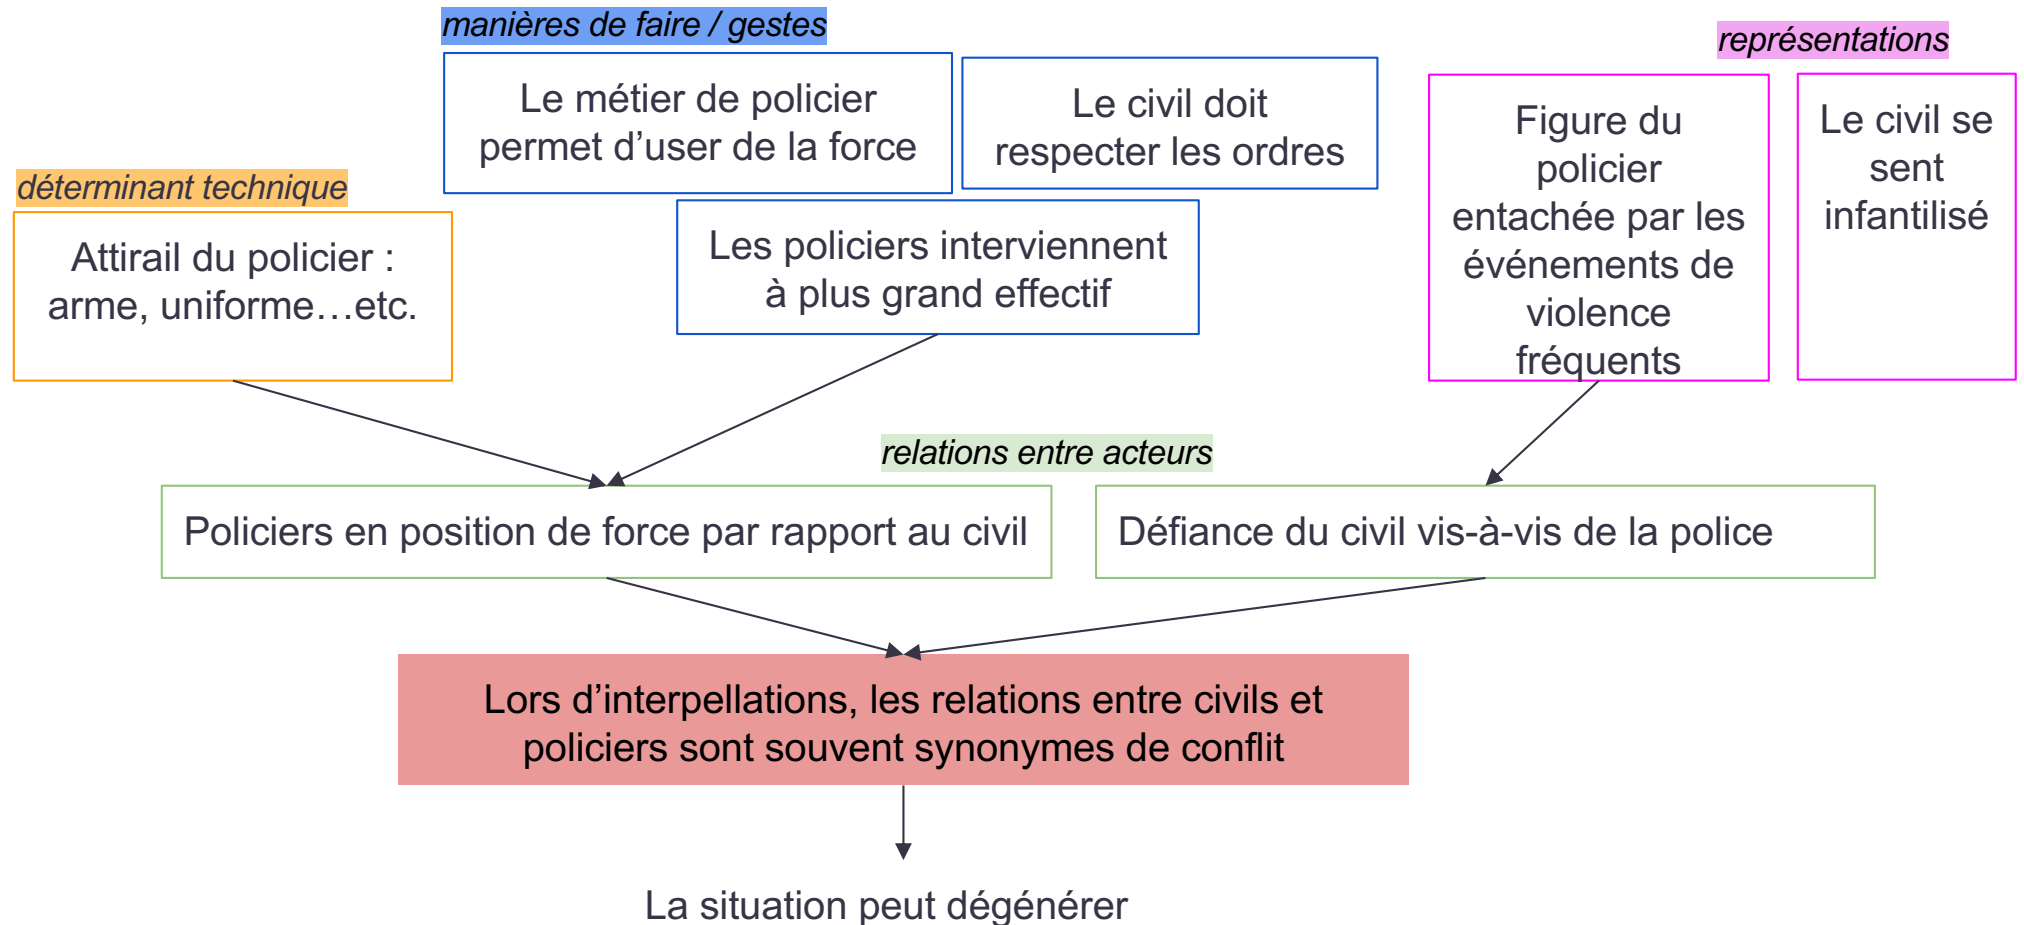 manières de faire / gestes
Le métier de policier
permet d'user de la force
Le civil doit
respecter les ordres
représentations
Figure du
policier
entachée par les
événements de
violence
fréquents
Le civil se
sent
infantilisé
déterminant technique
Attirail du policier :
arme, uniforme…etc.
Les policiers interviennent
à plus grand effectif
relations entre acteurs
Policiers en position de force par rapport au civil
Défiance du civil vis-à-vis de la police
Lors d’interpellations, les relations entre civils et
policiers sont souvent synonymes de conflit
La situation peut dégénérer